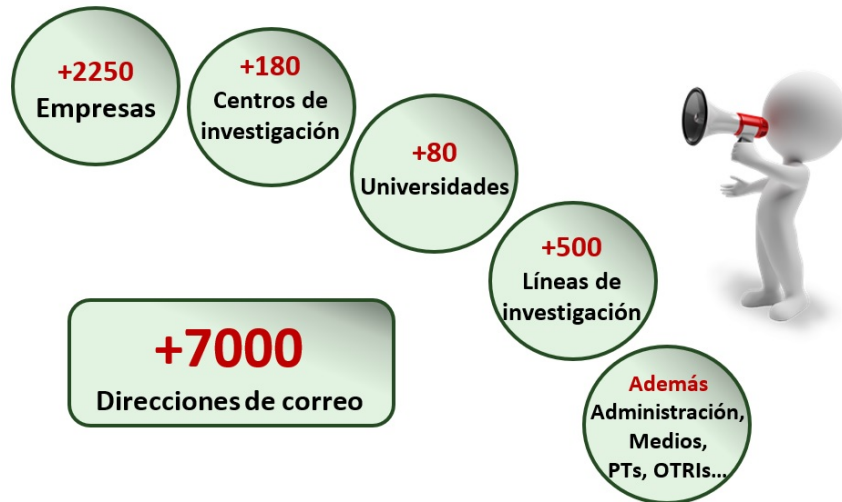 +2250
Empresas
+180
Centros de
investigación
+80
Universidades
+500
Líneas de
investigación
+7000
Direcciones de correo
Además
Administración,
Medios,
PTs, OTRIs...